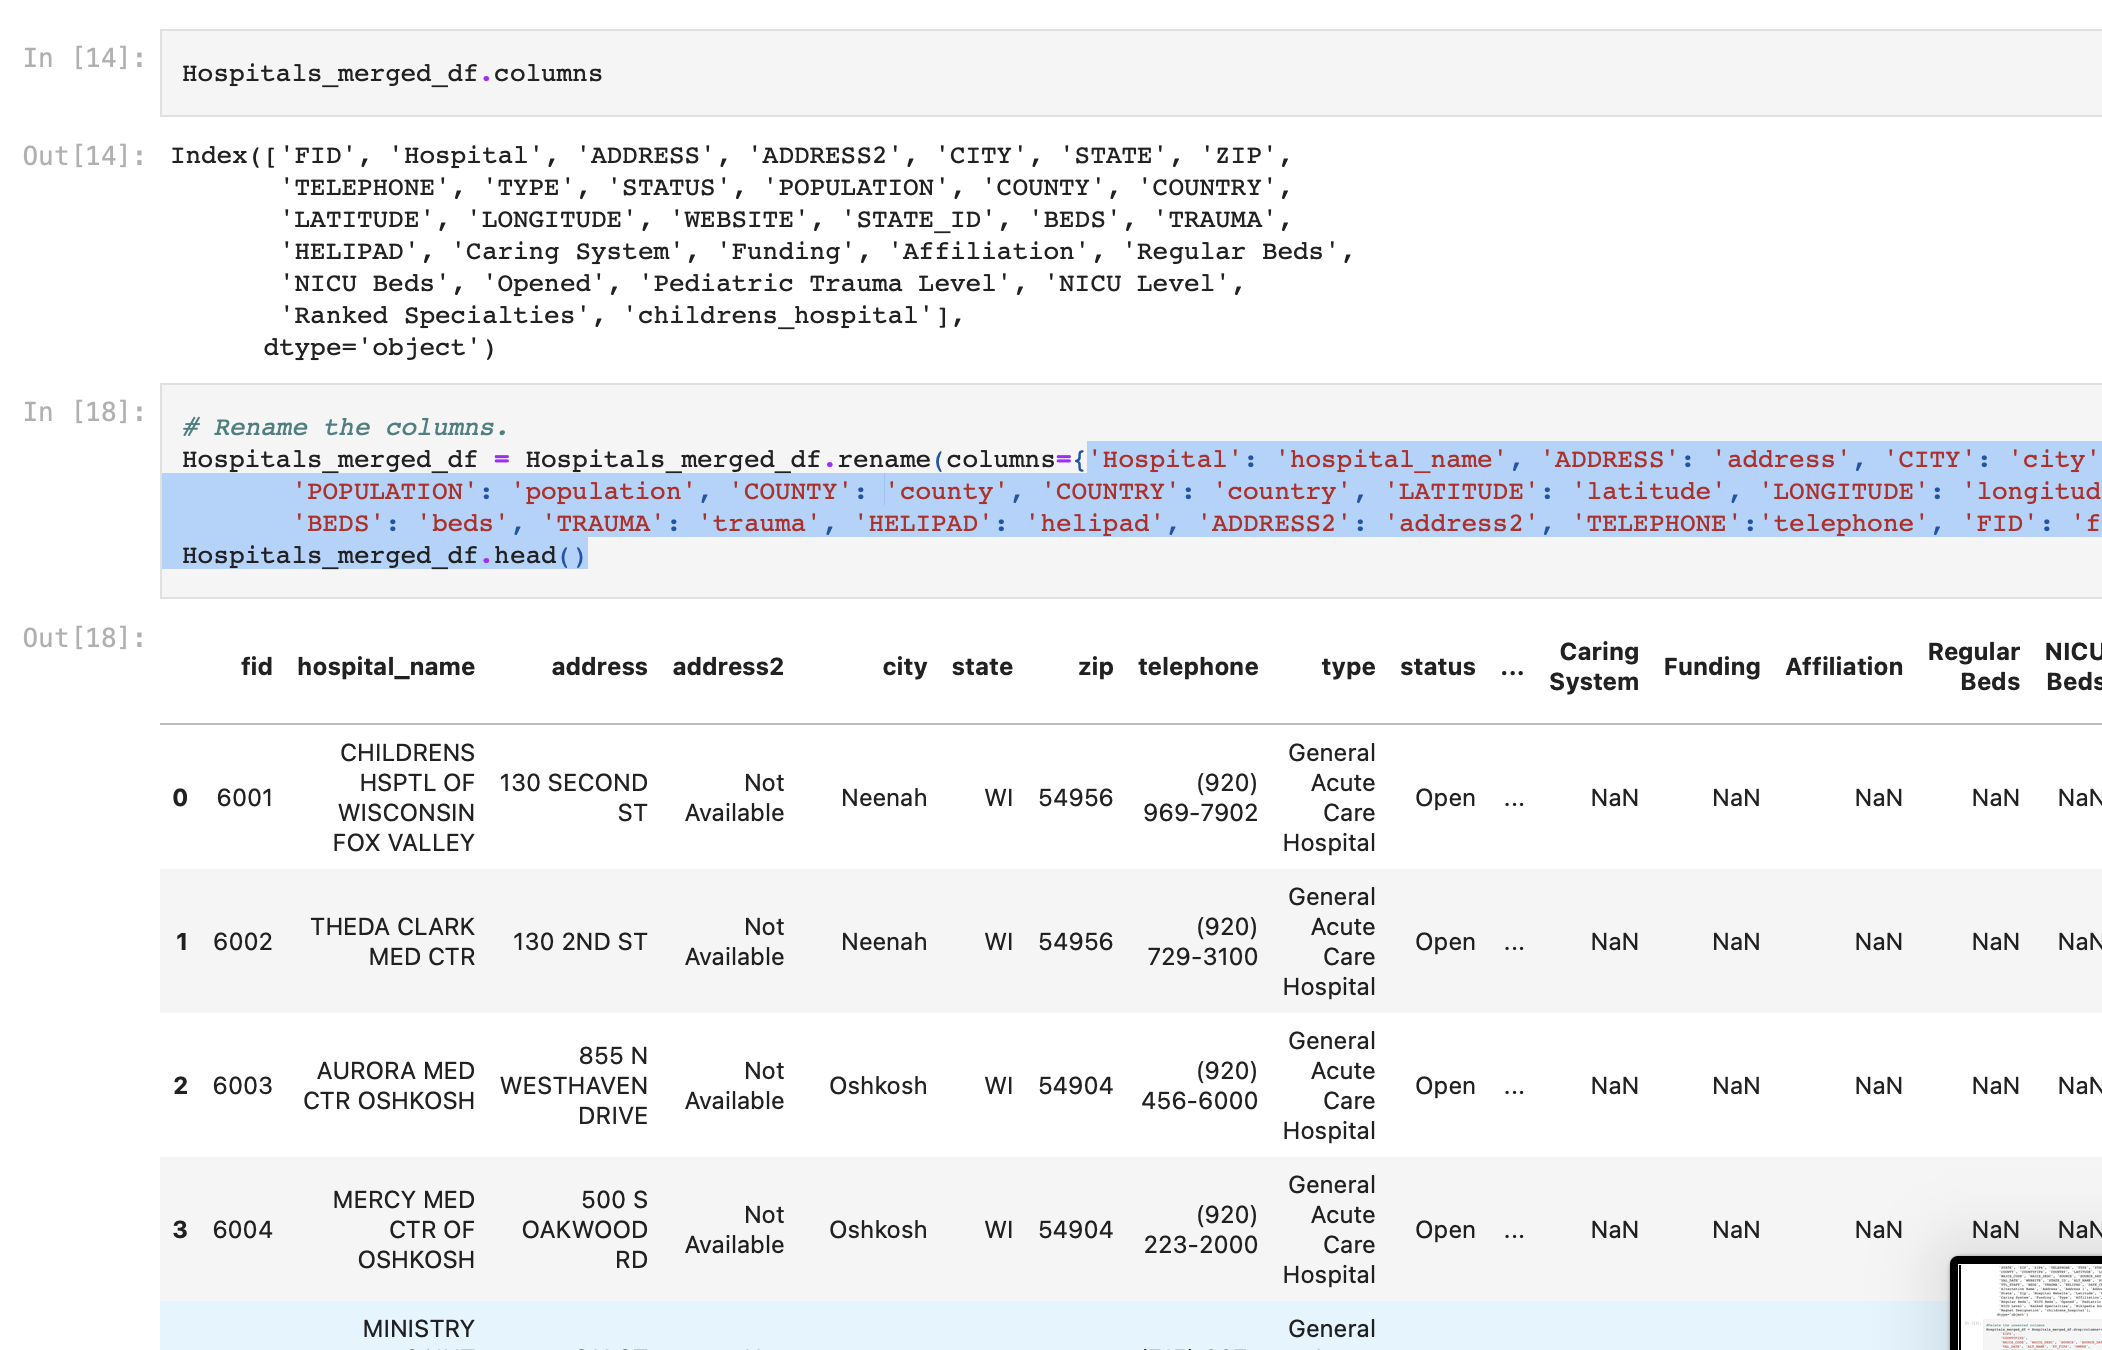 In [14]:
Hospitals_merged_df.columns
Out[14]:
Index(['FID', 'Hospital', 'ADDRESS', 'ADDRESS2', 'CITY', 'STATE', 'ZIP',
'TELEPHONE', 'TYPE', 'STATUS', 'POPULATION', 'COUNTY', 'COUNTRY',
'LATITUDE', 'LONGITUDE', 'WEBSITE', 'STATE_ID', 'BEDS', 'TRAUMA',
'HELIPAD', 'Caring System', 'Funding', 'Affiliation', 'Regular Beds',
'NICU Beds', 'Opened', 'Pediatric Trauma Level', 'NICU Level',
'Ranked Specialties', 'childrens_hospital'],
dtype='object')
In [18]:
# Rename the columns.
Hospitals_merged_df = Hospitals_merged_df.rename(columns={'Hospital': 'hospital_name', 'ADDRESS': 'address', 'CITY': 'city'
'POPULATION': 'population', 'COUNTY': 'county', 'COUNTRY': 'country', 'LATITUDE': 'latitude', 'LONGITUDE': 'longitud
'BEDS': 'beds', 'TRAUMA': 'trauma', 'HELIPAD': 'helipad', 'ADDRESS2': 'address2', 'TELEPHONE':'telephone', 'FID': 'f
Hospitals_merged_df.head()
Out[18]:
fid hospital_name address address2 city state zip telephone type status ... Caring System Funding Affiliation Regular Beds NICU Beds
0 6001 CHILDRENS HSPTL OF WISCONSIN FOX VALLEY 130 SECOND ST Not Available Neenah WI 54956 (920) 969-7902 General Acute Care Hospital Open ... NaN NaN NaN NaN NaN
1 6002 THEDA CLARK MED CTR 130 2ND ST Not Available Neenah WI 54956 (920) 729-3100 General Acute Care Hospital Open ... NaN NaN NaN NaN NaN
2 6003 AURORA MED CTR OSHKOSH 855 N WESTHAVEN DRIVE Not Available Oshkosh WI 54904 (920) 456-6000 General Acute Care Hospital Open ... NaN NaN NaN NaN NaN
3 6004 MERCY MED CTR OF OSHKOSH 500 S OAKWOOD RD Not Available Oshkosh WI 54904 (920) 223-2000 General Acute Care Hospital Open ... NaN NaN NaN NaN NaN
MINISTRY General